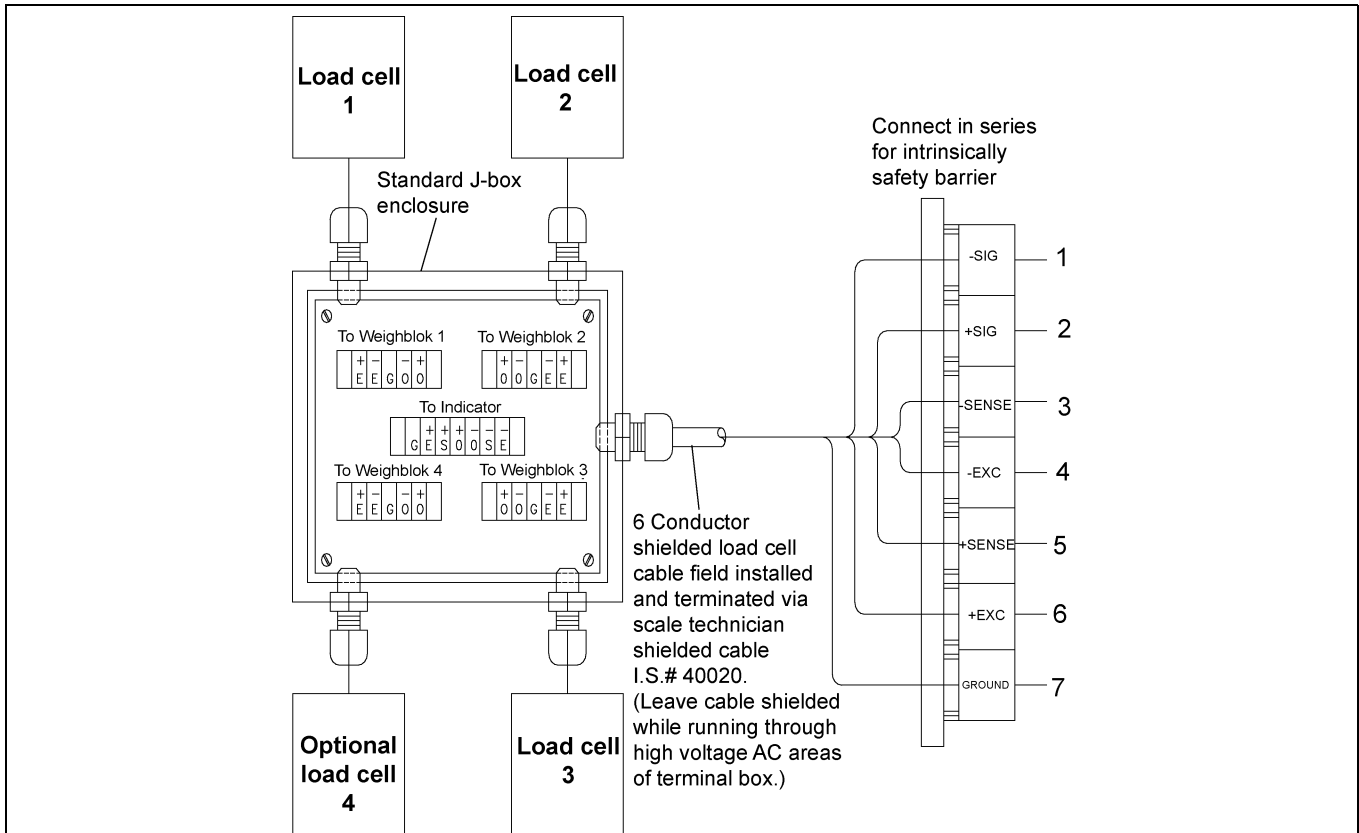 Load cell
1
Load cell
2
Standard J-box
enclosure
Connect in series
for intrinsically
safety barrier
To Weighblok 1
+ - - +
E E G O O
To Weighblok 2
+ - - +
O O G E E
To Indicator
+ + + - - -
G E S O O S E
To Weighblok 4
+ - - +
E E G O O
To Weighblok 3
+ - - +
O O G E E
6 Conductor
shielded load cell
cable field installed
and terminated via
scale technician
shielded cable
I.S.# 40020.
(Leave cable shielded
while running through
high voltage AC areas
of terminal box.)
-SIG 1
+SIG 2
-SENSE 3
-EXC 4
+SENSE 5
+EXC 6
GROUND 7
Optional
load cell
4
Load cell
3